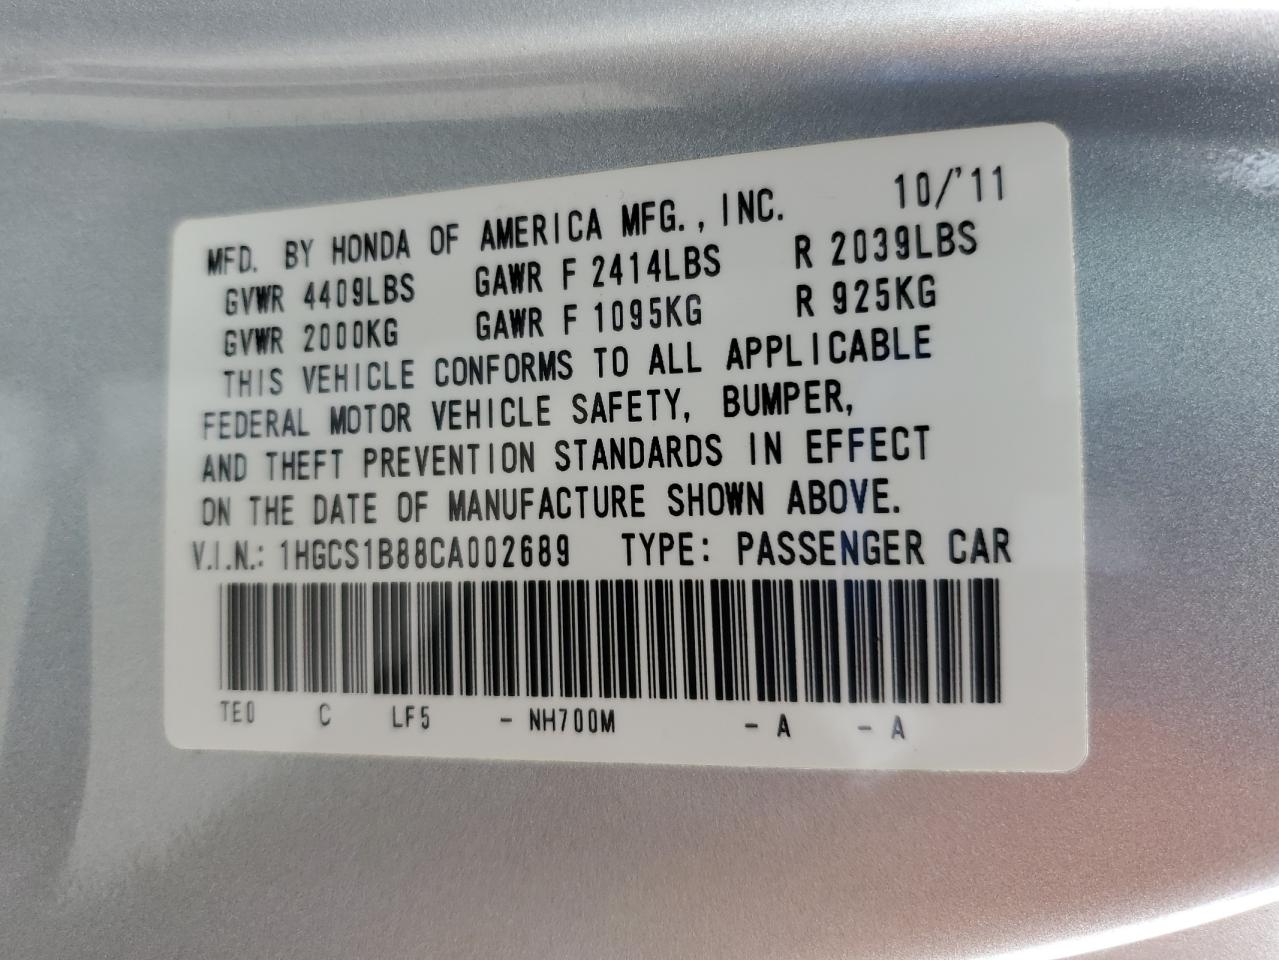 MFD. BY HONDA OF AMERICA MFG., INC. 10/'11
GVWR 4409LBS GAWR F 2414LBS R 2039LBS
GVWR 2000KG GAWR F 1095KG R 925KG
THIS VEHICLE CONFORMS TO ALL APPLICABLE
FEDERAL MOTOR VEHICLE SAFETY, BUMPER,
AND THEFT PREVENTION STANDARDS IN EFFECT
ON THE DATE OF MANUFACTURE SHOWN ABOVE.
V.I.N.: 1HGCS1B88CA002689 TYPE: PASSENGER CAR
TE0 C LF5 - NH700M - A - A